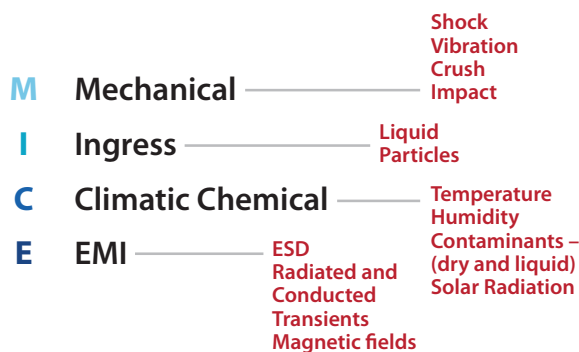 Shock
Vibration
Crush
M Mechanical Impact
I Ingress Liquid
Particles
C Climatic Chemical Temperature
Humidity
Contaminants –
(dry and liquid)
Solar Radiation
E EMI ESD
Radiated and
Conducted
Transients
Magnetic fields